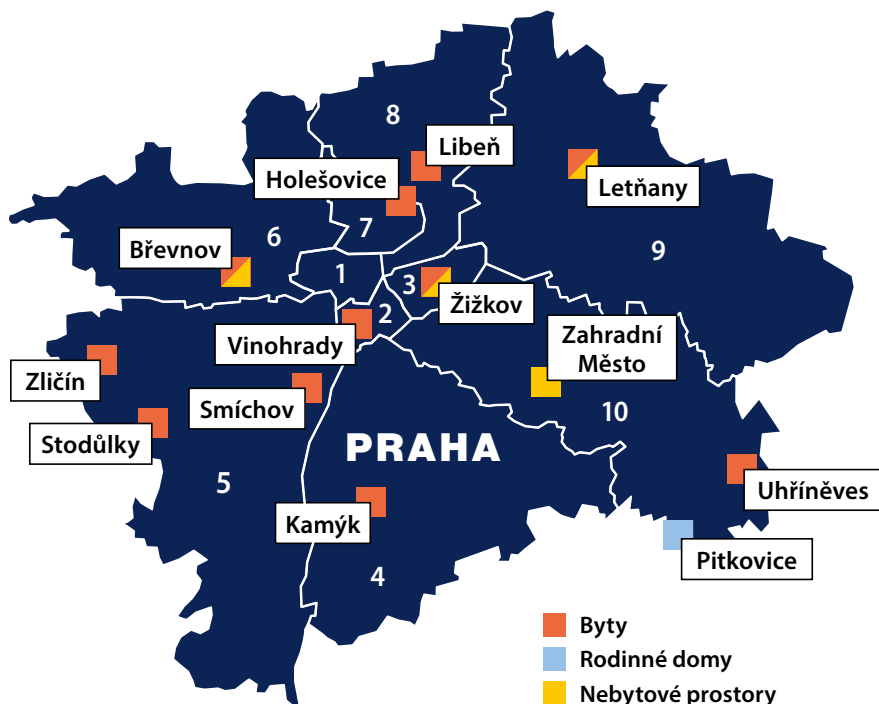 8
Libeň
Holešovice
Letňany
7
6
Břevnov
9
1
3
Žižkov
2
Vinohrady
Zahradní
Město
Zličín
Smíchov
10
Stodůlky
PRAHA
5
Uhříněves
Kamýk
Pitkovice
4
Byty
Rodinné domy
Nebytové prostory